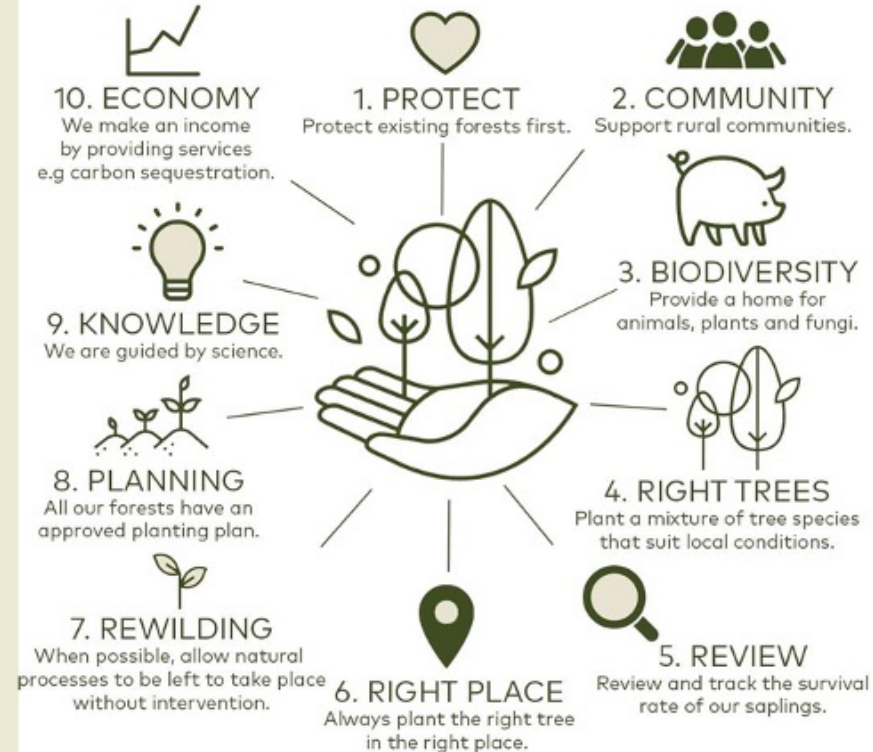 1. PROTECT
Protect existing forests first.
2. COMMUNITY
Support rural communities.
3. BIODIVERSITY
Provide a home for
animals, plants and fungi.
4. RIGHT TREES
Plant a mixture of tree species
that suit local conditions.
5. REVIEW
Review and track the survival
rate of our saplings.
6. RIGHT PLACE
Always plant the right tree
in the right place.
7. REWILDING
When possible, allow natural
processes to be left to take place
without intervention.
8. PLANNING
All our forests have an
approved planting plan.
9. KNOWLEDGE
We are guided by science.
10. ECONOMY
We make an income
by providing services
e.g carbon sequestration.